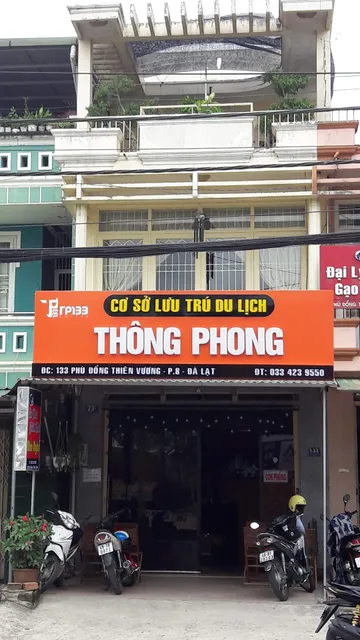 ГР133
CƠ SỞ LƯU TRÚ DU LỊCH
THÔNG PHONG
ĐC: 133 PHÙ ĐỔNG THIÊN VƯƠNG - P.8 - ĐÀ LẠT
ĐT: 033 423 9550
Đại Lý
Gạo
CÒN PHÒNG